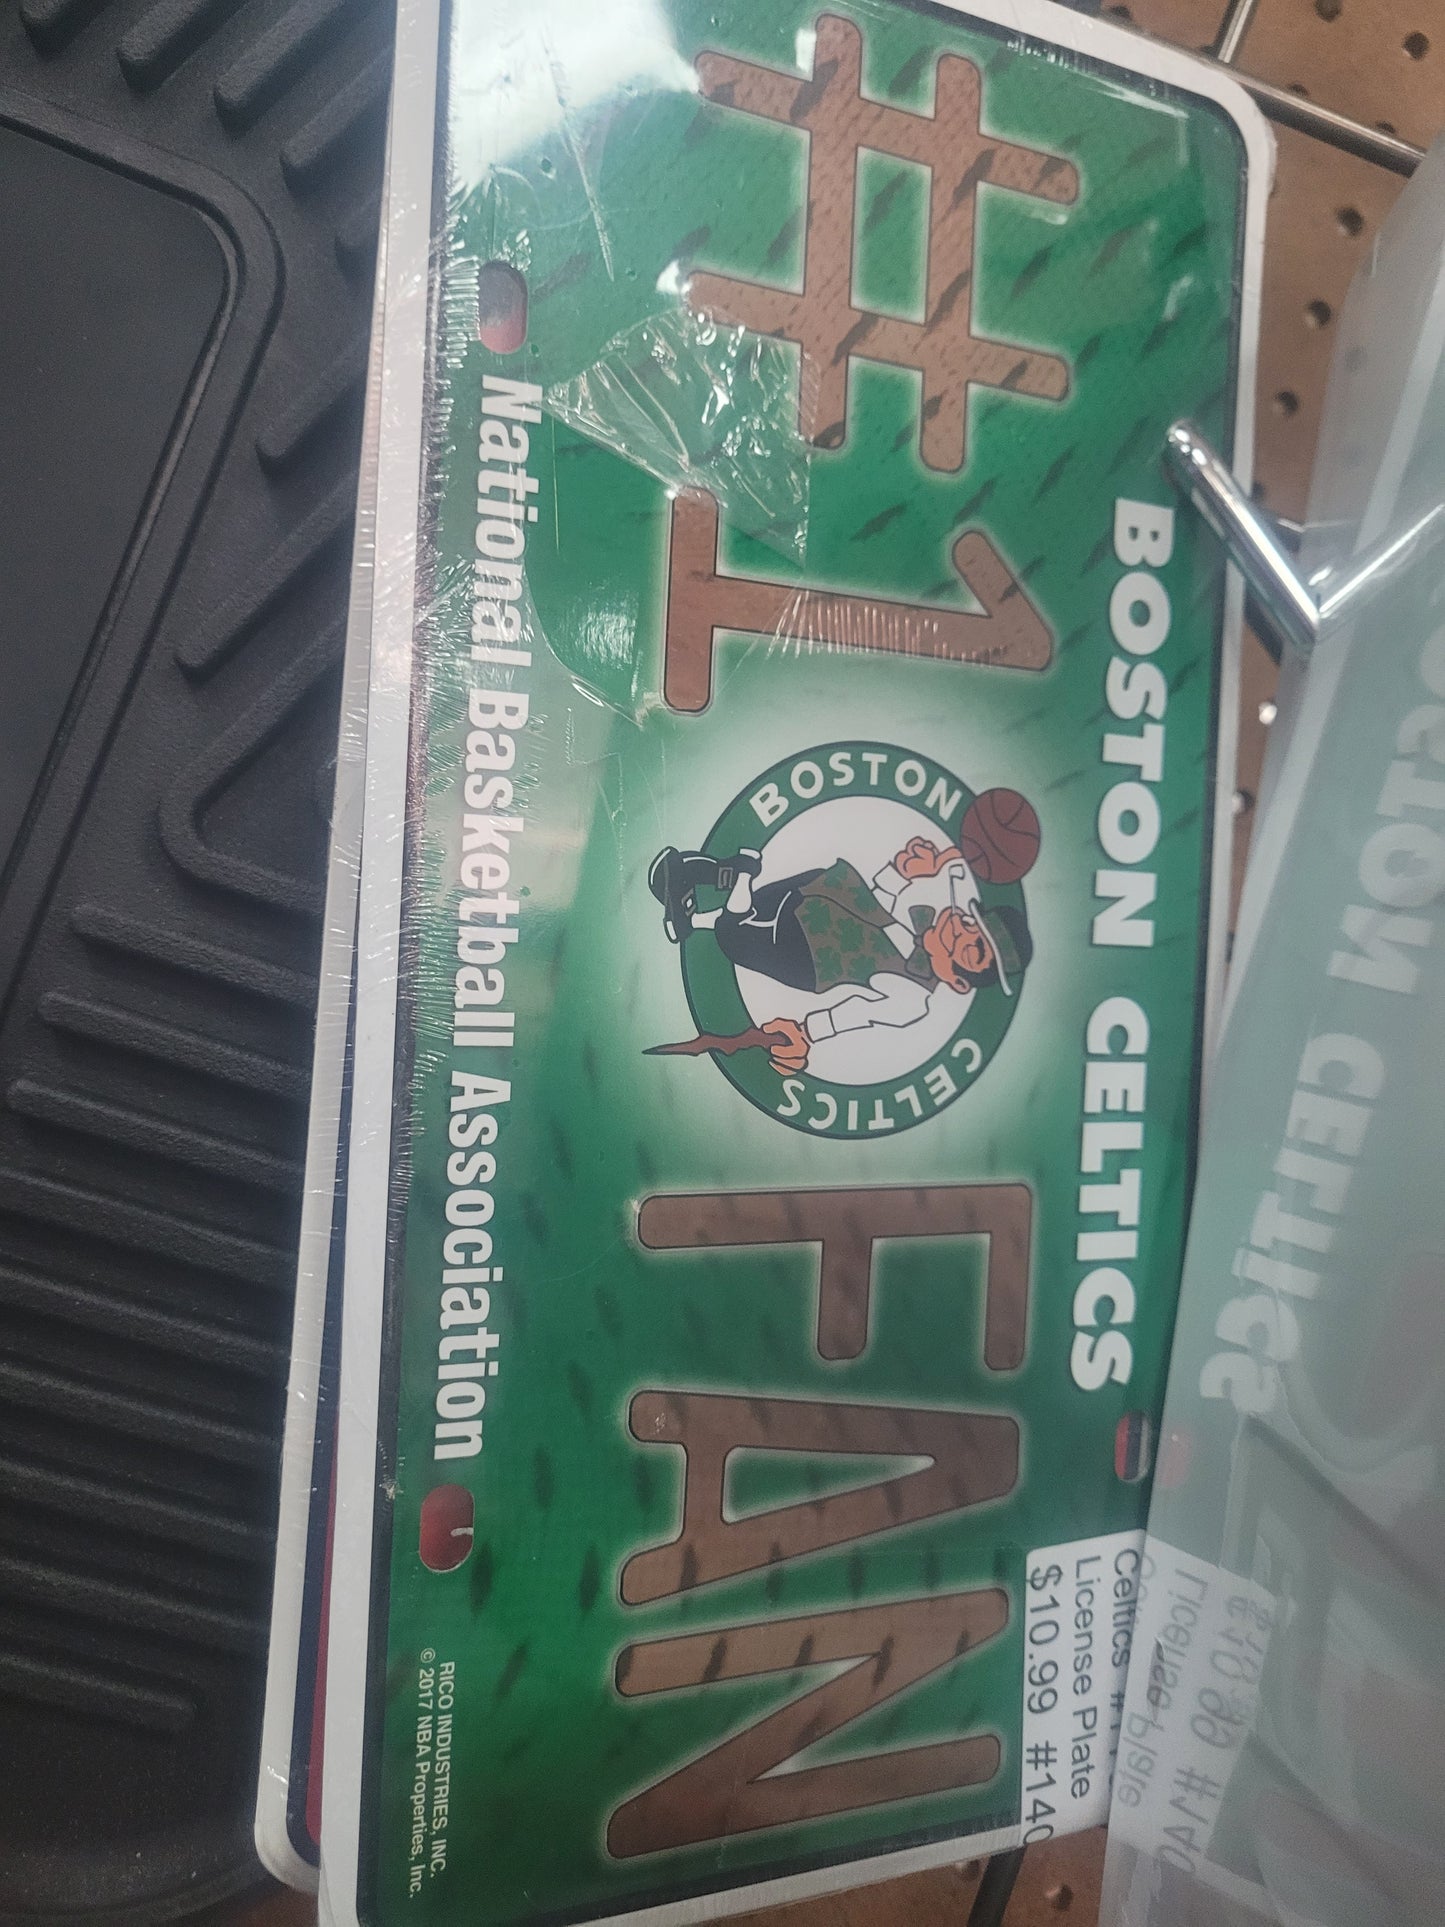 BOSTON CELTICS
#1 FAN
BOSTON
CELTICS
National Basketball Association
RICO INDUSTRIES, INC.
© 2017 NBA Properties, Inc.
Celtics
License Plate
$10.99 #140